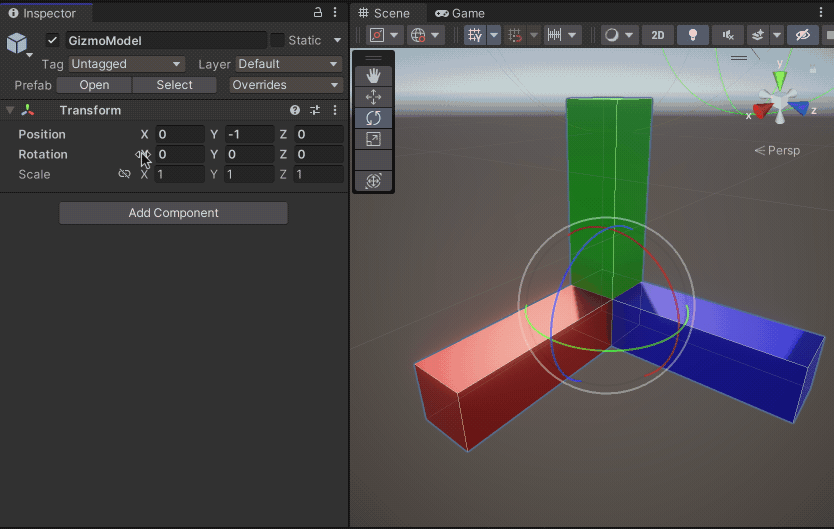 Inspector
GizmoModel
Static
Tag Untagged Layer Default
Prefab Open Select Overrides
Transform
Position X 0 Y -1 Z 0
Rotation X 0 Y 0 Z 0
Scale X 1 Y 1 Z 1
Add Component
Scene Game
2D
y
x
z
Persp